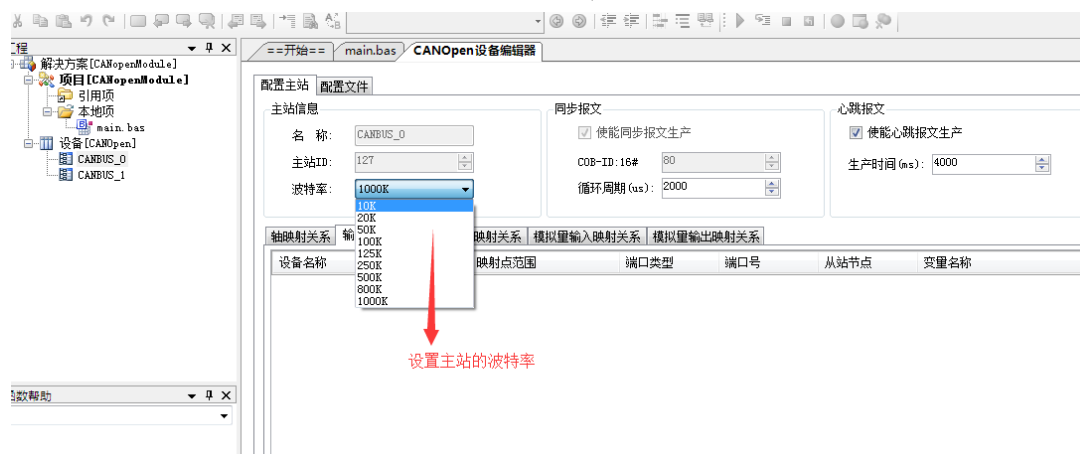 工程
==开始==
main.bas
CANOpen设备编辑器
解决方案[CANopenModule]
项目[CANopenModule]
引用项
本地项
main.bas
设备[CANOpen]
CANBUS_0
CANBUS_1
配置主站
配置文件
主站信息
名 称:
CANBUS_0
主站ID:
127
波特率:
1000K
10K
20K
50K
100K
125K
250K
500K
800K
1000K
同步报文
使能同步报文生产
COB-ID:16#
80
循环周期(us):
2000
心跳报文
使能心跳报文生产
生产时间(ms):
4000
轴映射关系
输
映射关系
模拟量输入映射关系
模拟量输出映射关系
设备名称
映射点范围
端口类型
端口号
从站节点
变量名称
设置主站的波特率
函数帮助